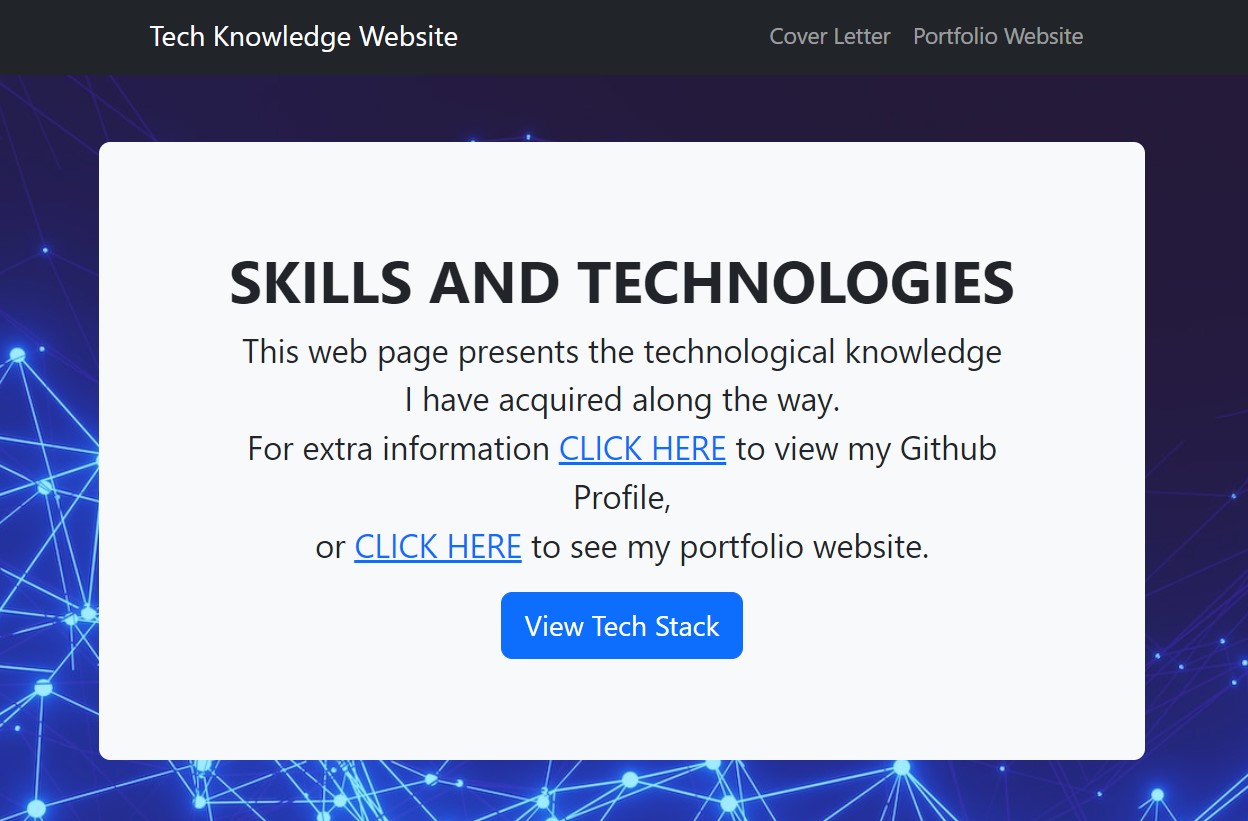 Tech Knowledge Website
Cover Letter
Portfolio Website
SKILLS AND TECHNOLOGIES
This web page presents the technological knowledge
I have acquired along the way.
For extra information CLICK HERE to view my Github
Profile,
or CLICK HERE to see my portfolio website.
View Tech Stack